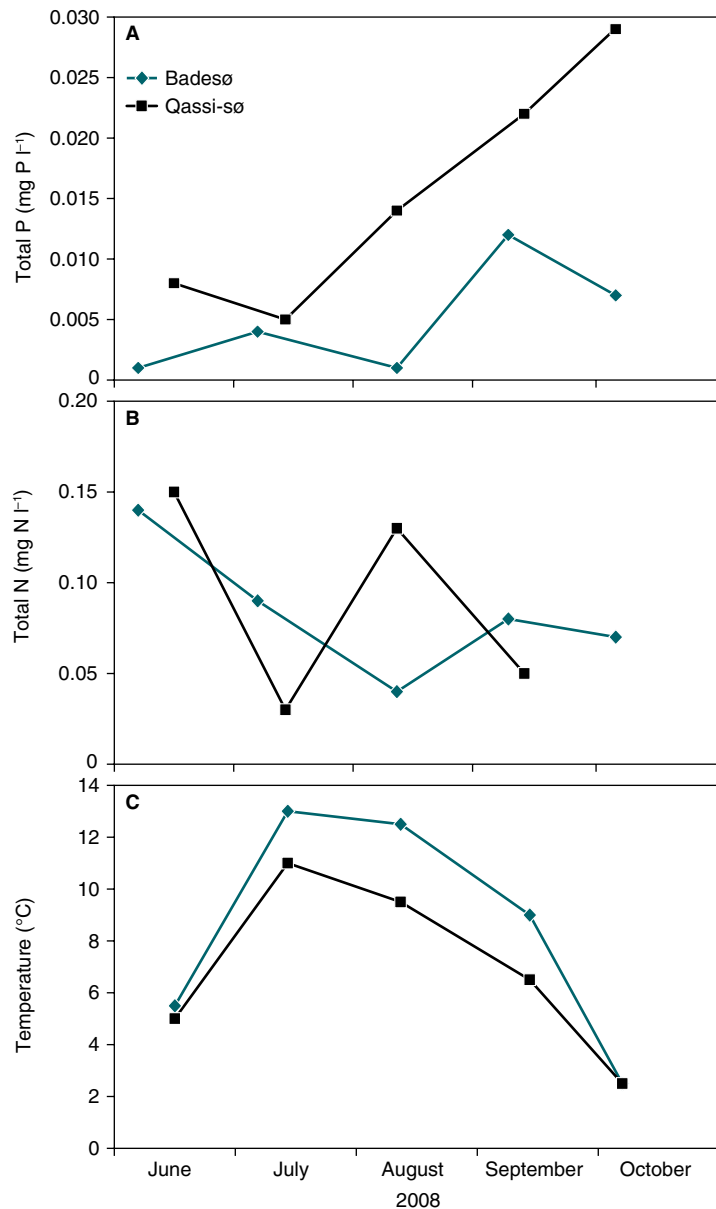 0.030
A
0.025
Badesø
Qassi-sø
0.020
Total P (mg P l⁻¹)
0.015
0.010
0.005
0
0.20
B
0.15
Total N (mg N l⁻¹)
0.10
0.05
0
14
C
12
10
8
Temperature (°C)
6
4
2
0
June July August September October
2008